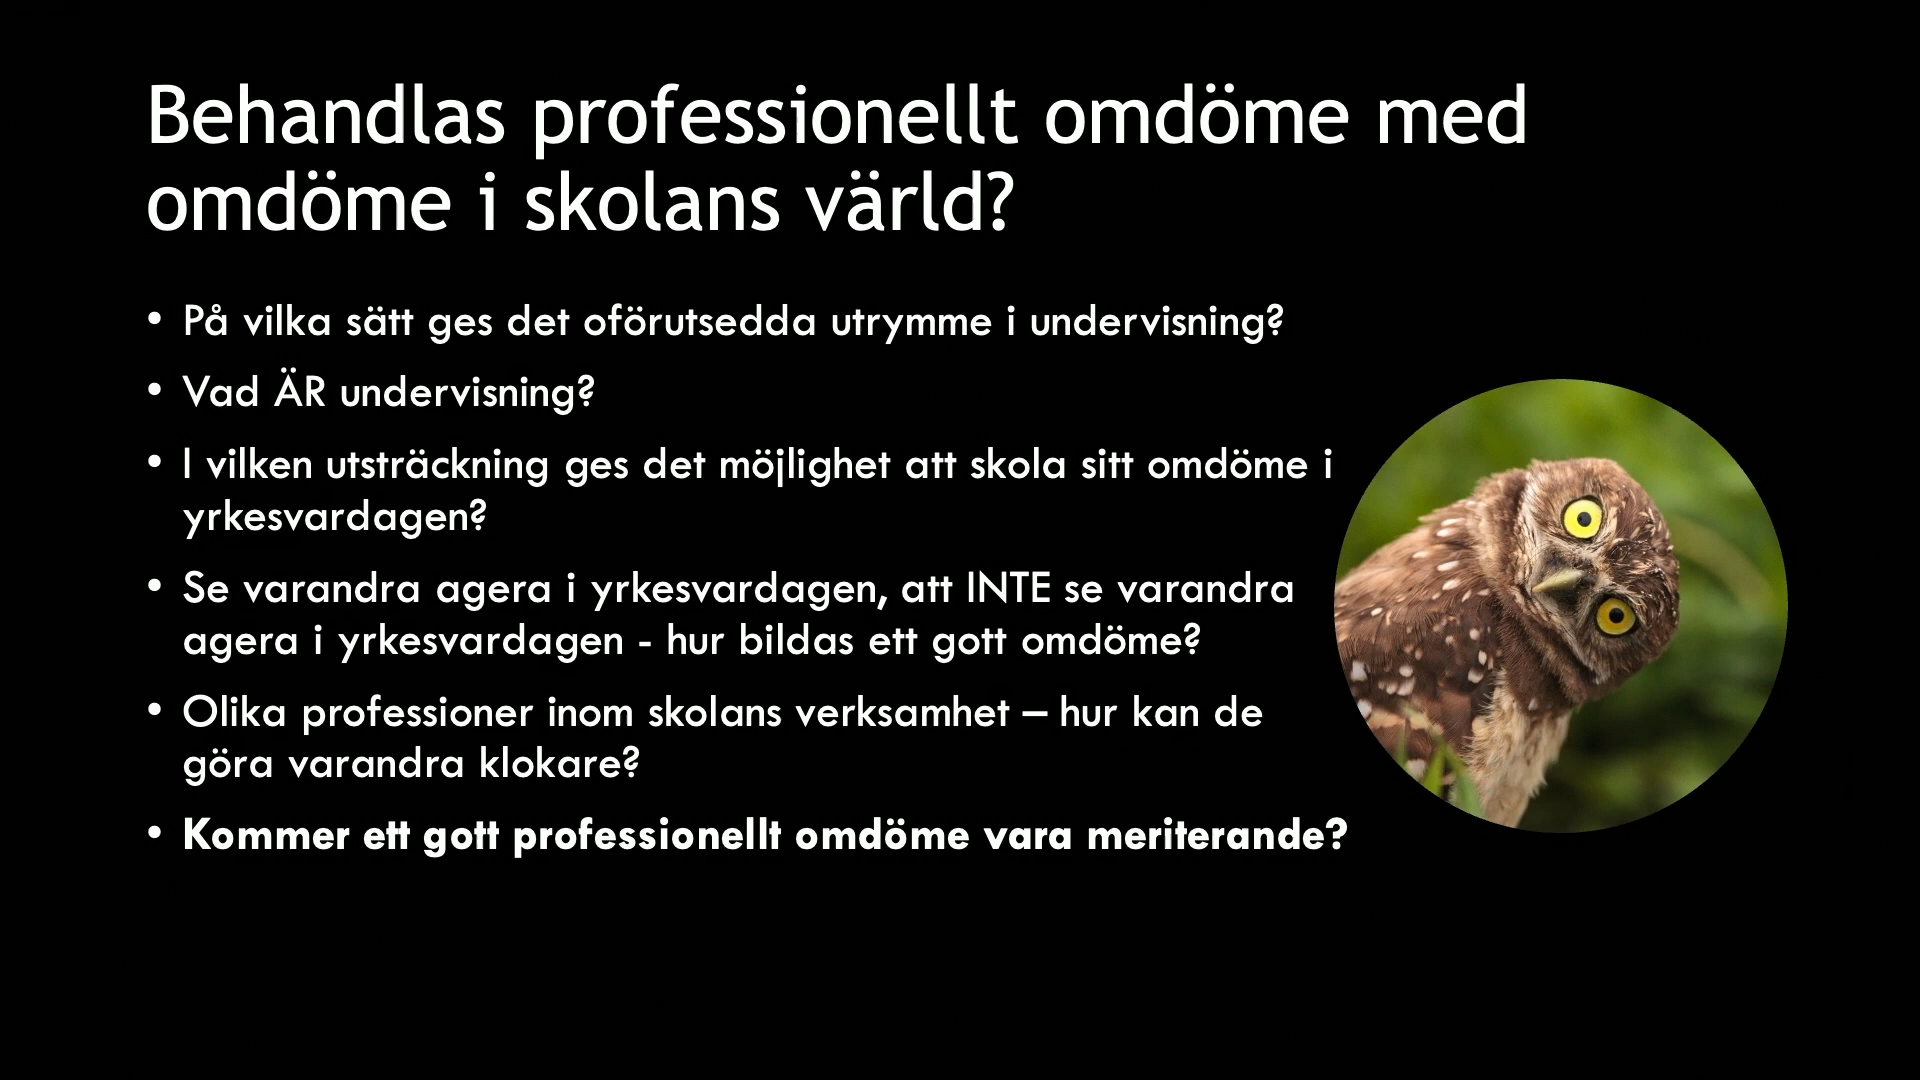 Behandlas professionellt omdöme med
omdöme i skolans värld?
• På vilka sätt ges det oförutsedda utrymme i undervisning?
• Vad ÄR undervisning?
• I vilken utsträckning ges det möjlighet att skola sitt omdöme i
yrkesvardagen?
• Se varandra agera i yrkesvardagen, att INTE se varandra
agera i yrkesvardagen - hur bildas ett gott omdöme?
• Olika professioner inom skolans verksamhet – hur kan de
göra varandra klokare?
• Kommer ett gott professionellt omdöme vara meriterande?